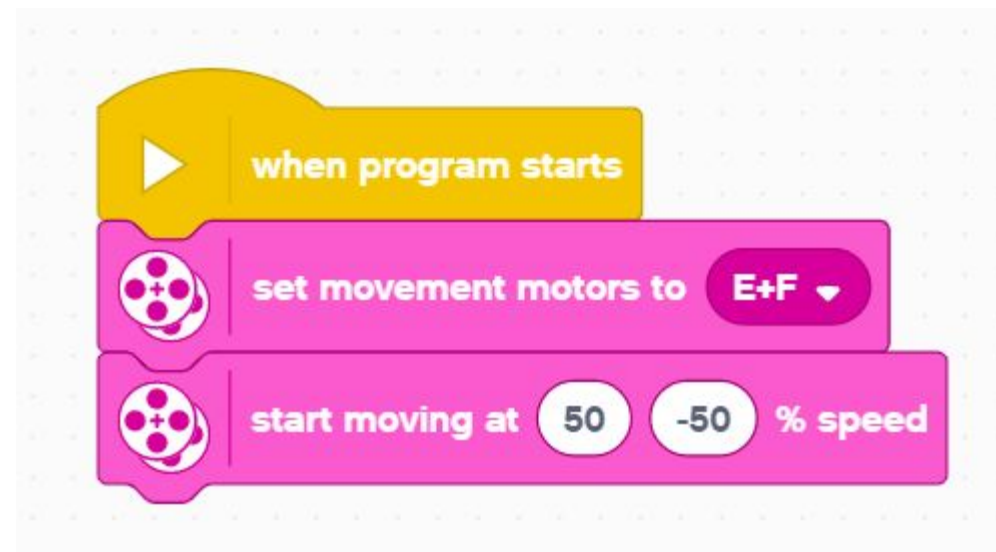 when program starts
set movement motors to E+F
start moving at 50 -50 % speed